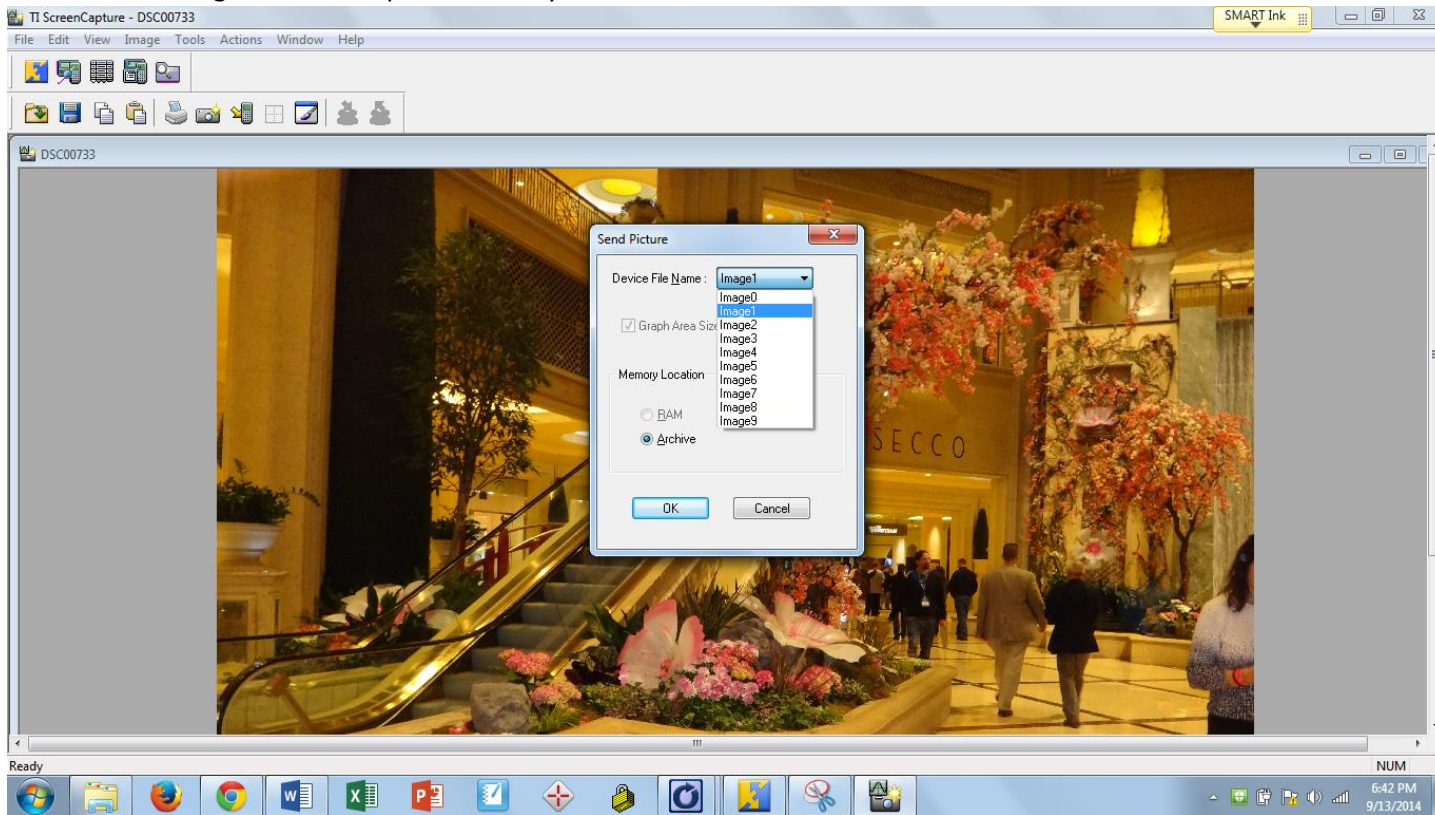 TI ScreenCapture - DSC00733
SMART Ink
File Edit View Image Tools Actions Window Help
DSC00733
Send Picture
Device File Name : Image1
Image0
Image1
Graph Area Size
Image2
Image3
Image4
Memory Location
Image5
Image6
Image7
RAM
Image8
Image9
Archive
SECCO
OK Cancel
Ready
NUM
6:42 PM
9/13/2014